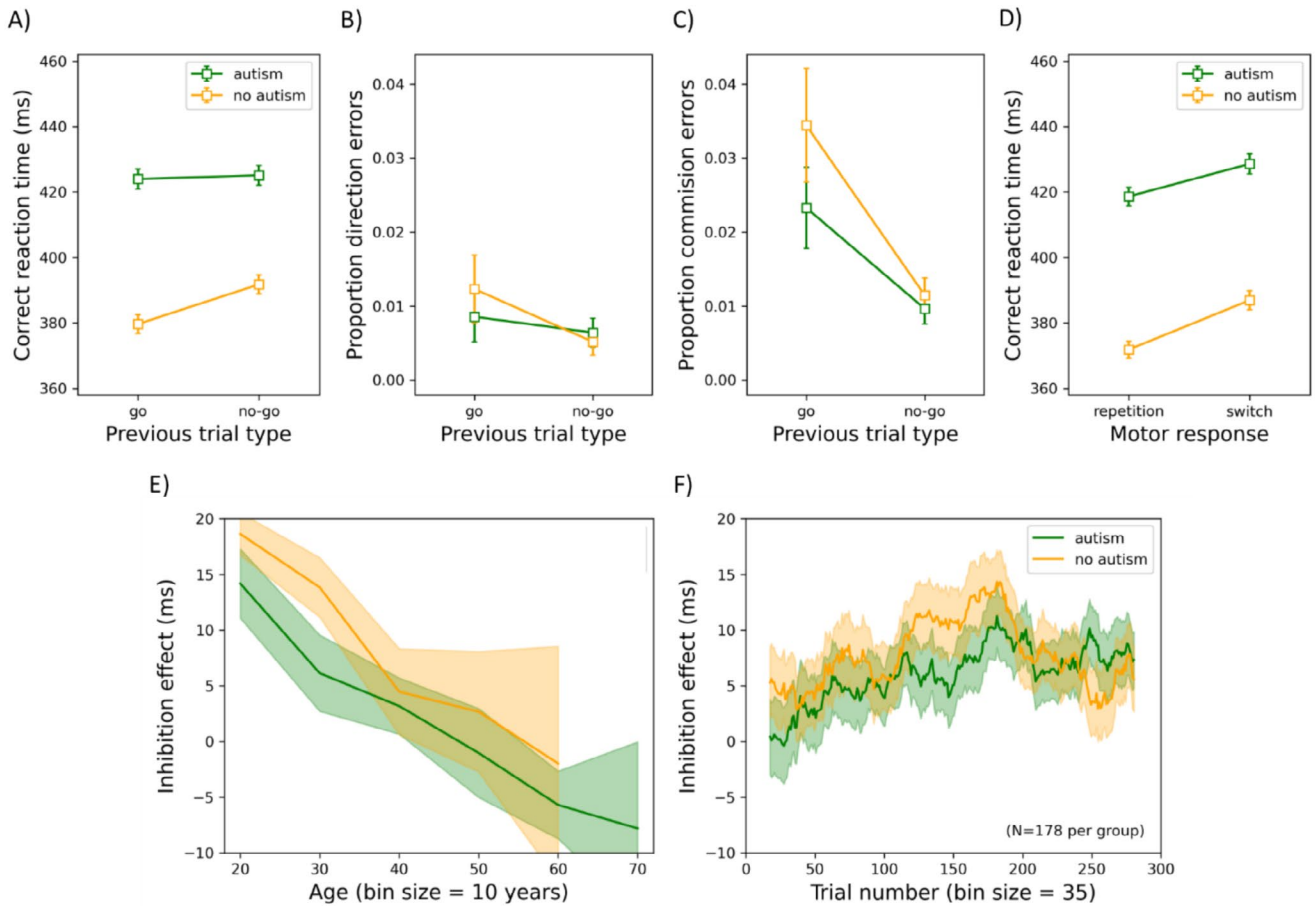 A)
B)
C)
D)
460
440
420
400
380
360
Correct reaction time (ms)
autism
no autism
go
no-go
Previous trial type
0.04
0.03
0.02
0.01
0.00
Proportion direction errors
go
no-go
Previous trial type
0.04
0.03
0.02
0.01
0.00
Proportion commision errors
go
no-go
Previous trial type
460
440
420
400
380
360
Correct reaction time (ms)
autism
no autism
repetition
switch
Motor response
E)
F)
20
15
10
5
0
−5
−10
Inhibition effect (ms)
20
30
40
50
60
70
Age (bin size = 10 years)
20
15
10
5
0
−5
−10
Inhibition effect (ms)
autism
no autism
(N=178 per group)
0
50
100
150
200
250
300
Trial number (bin size = 35)